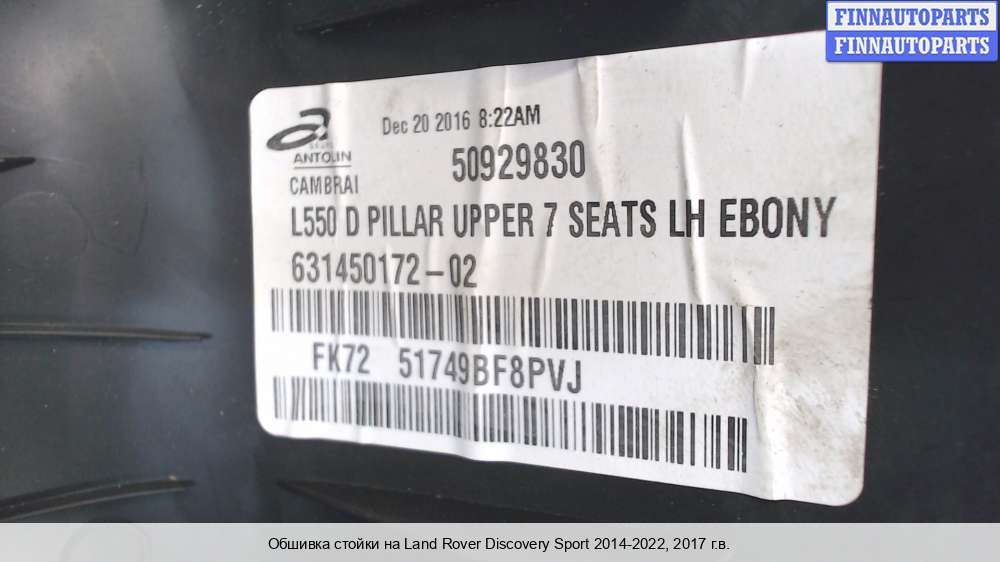 FINNAUTOPARTS
FINNAUTOPARTS
Dec 20 2016 8:22AM
ANTOLIN
50929830
CAMBRAI
L550 D PILLAR UPPER 7 SEATS LH EBONY
631450172-02
FK72 51749BF8PVJ
Обшивка стойки на Land Rover Discovery Sport 2014-2022, 2017 г.в.